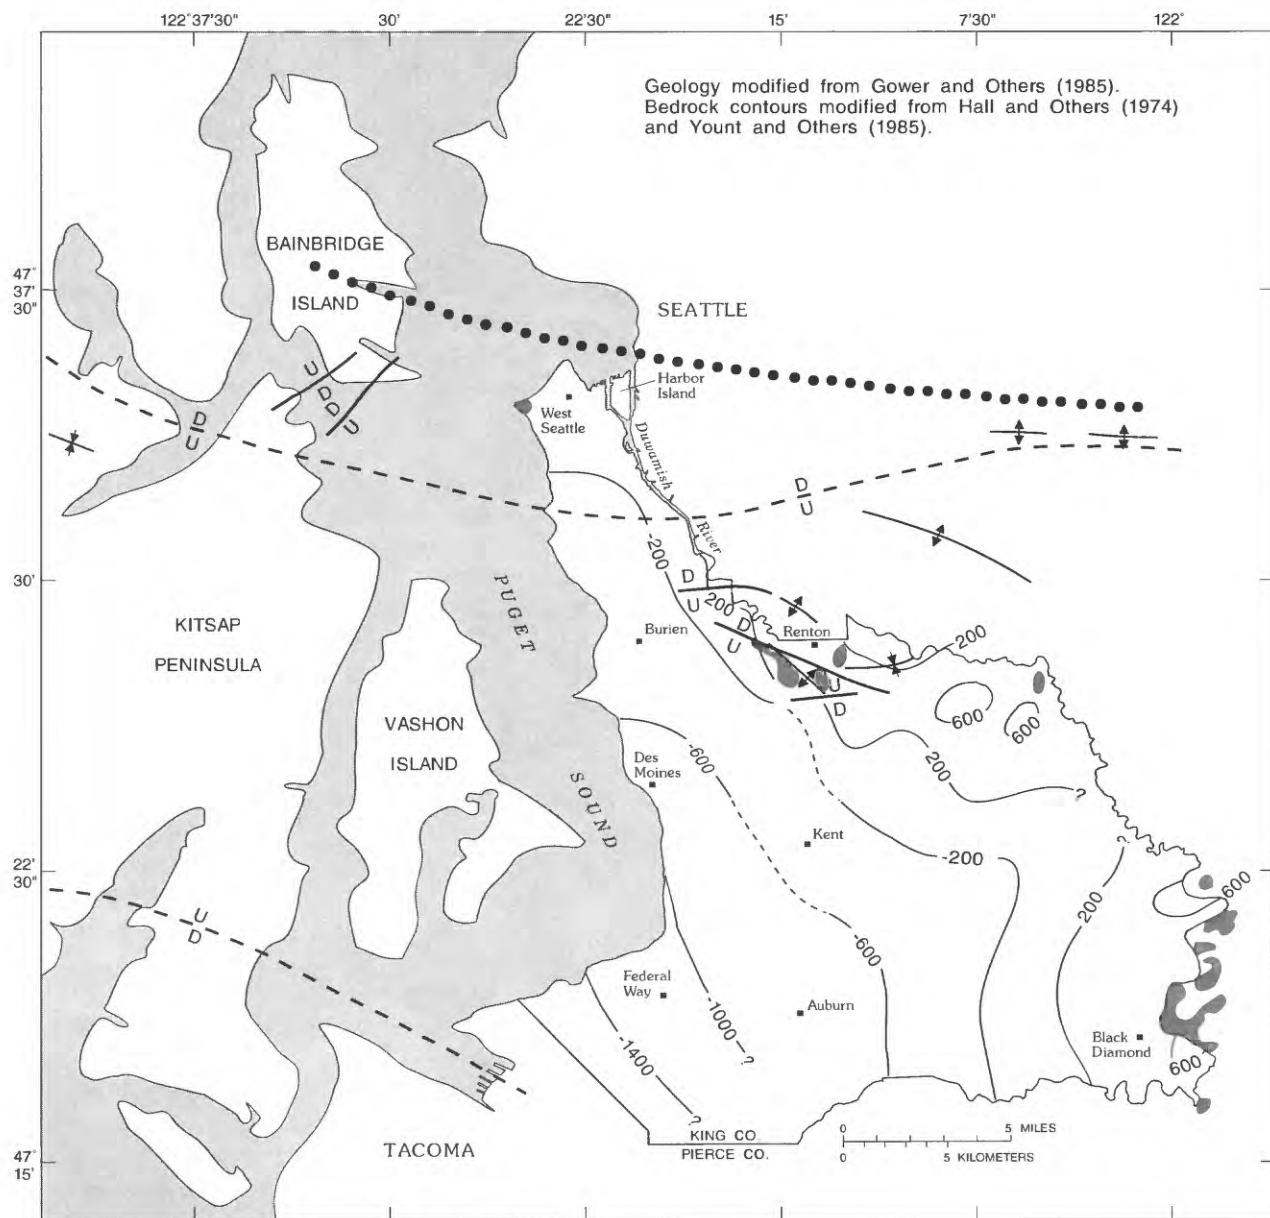 122°37'30"
30'
22'30"
15'
7'30"
122°
Geology modified from Gower and Others (1985).
Bedrock contours modified from Hall and Others (1974)
and Yount and Others (1985).
47°
37'
30"
BAINBRIDGE
ISLAND
SEATTLE
Harbor
Island
West
Seattle
U
D
D
U
D
U
Duwamish
River
D
U
-200
30'
PUGET
SOUND
KITSAP
PENINSULA
D
U
200
D
U
Burien
Renton
200
U
D
600
600
VASHON
ISLAND
Des
Moines
-600
200
?
Kent
-200
?
22'
30"
200
600
U
D
-600
Federal
Way
-1000
?
Auburn
Black
Diamond
600
-1400
?
TACOMA
KING CO.
PIERCE CO.
0
5 MILES
0
5 KILOMETERS
47°
15'